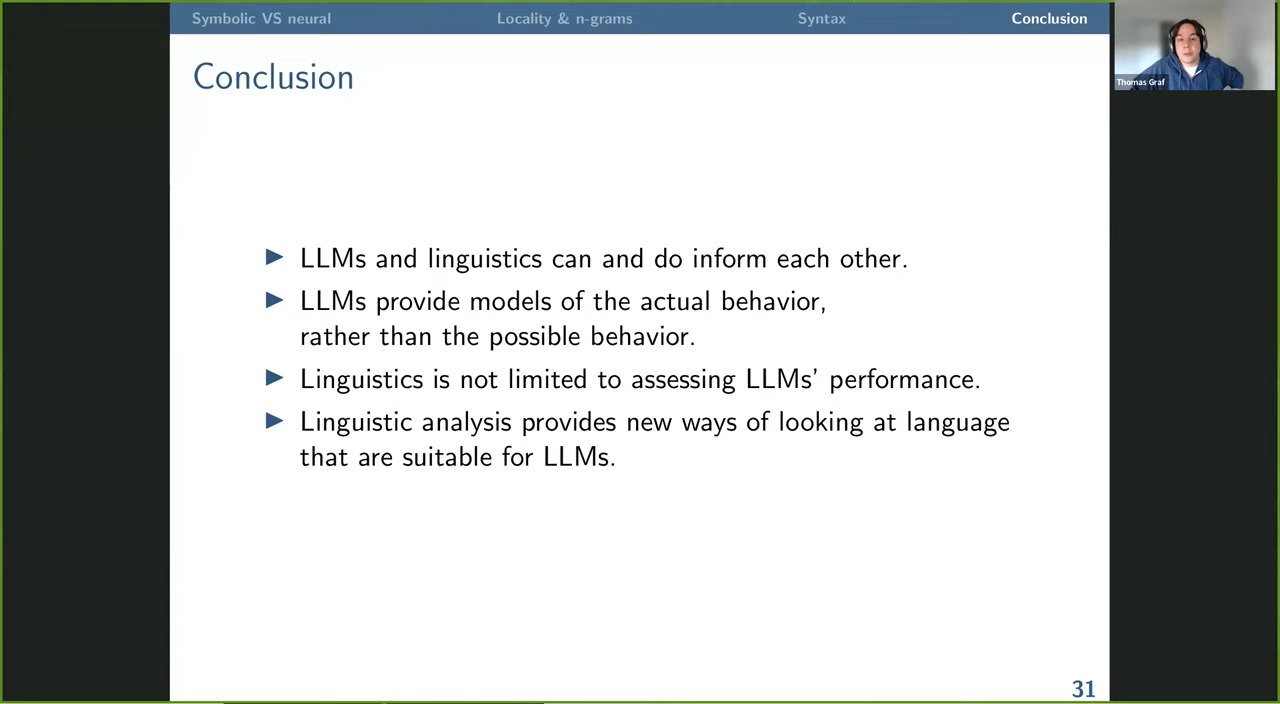 Symbolic VS neural
Locality & n-grams
Syntax
Conclusion
Thomas Graf
Conclusion
▶ LLMs and linguistics can and do inform each other.
▶ LLMs provide models of the actual behavior,
rather than the possible behavior.
▶ Linguistics is not limited to assessing LLMs' performance.
▶ Linguistic analysis provides new ways of looking at language
that are suitable for LLMs.
31